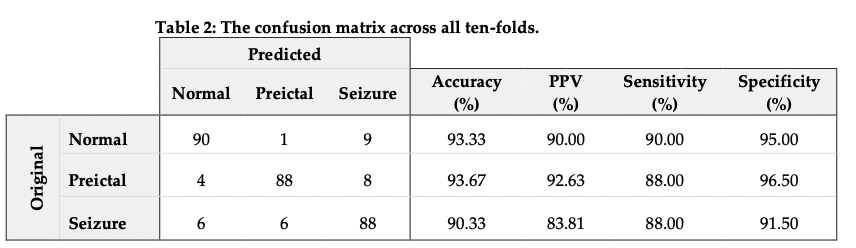 Table 2: The confusion matrix across all ten-folds.
Predicted
Normal Preictal Seizure Accuracy (%) PPV (%) Sensitivity (%) Specificity (%)
Original
Normal 90 1 9 93.33 90.00 90.00 95.00
Preictal 4 88 8 93.67 92.63 88.00 96.50
Seizure 6 6 88 90.33 83.81 88.00 91.50